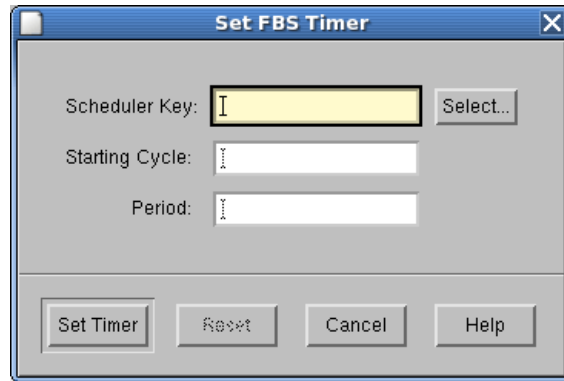 Set FBS Timer
Scheduler Key: Select...
Starting Cycle:
Period:
Set Timer Reset Cancel Help